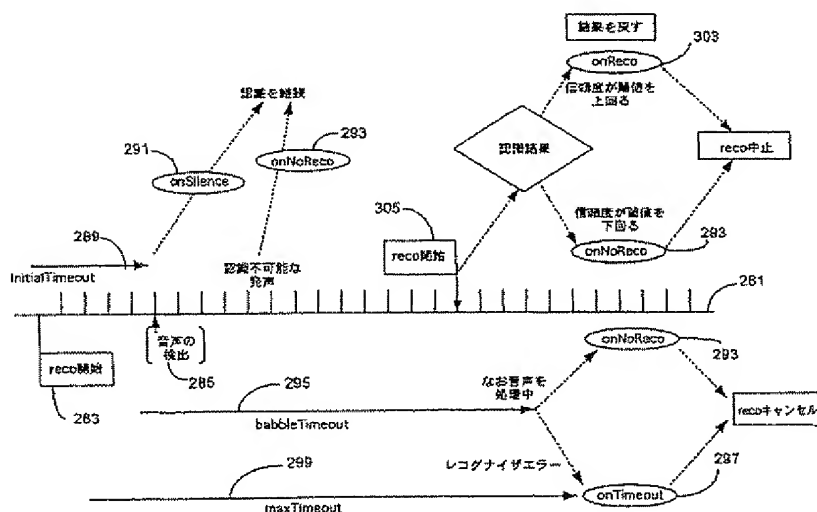 結果を戻す
303
onReco
305
認識を継続
信頼度が閾値を
上回る
293
291
onNoReco
認識結果
reco中止
onSilence
信頼度が閾値を
下回る
305
289
reco開始
onNoReco
293
InitialTimeout
認識不可能な
発声
281
音声の
検出
onNoReco
reco開始
285
293
283
295
なお音声を
処理中
babbleTimeout
recoキャンセル
レコグナイザエラー
299
297
onTimeout
maxTimeout